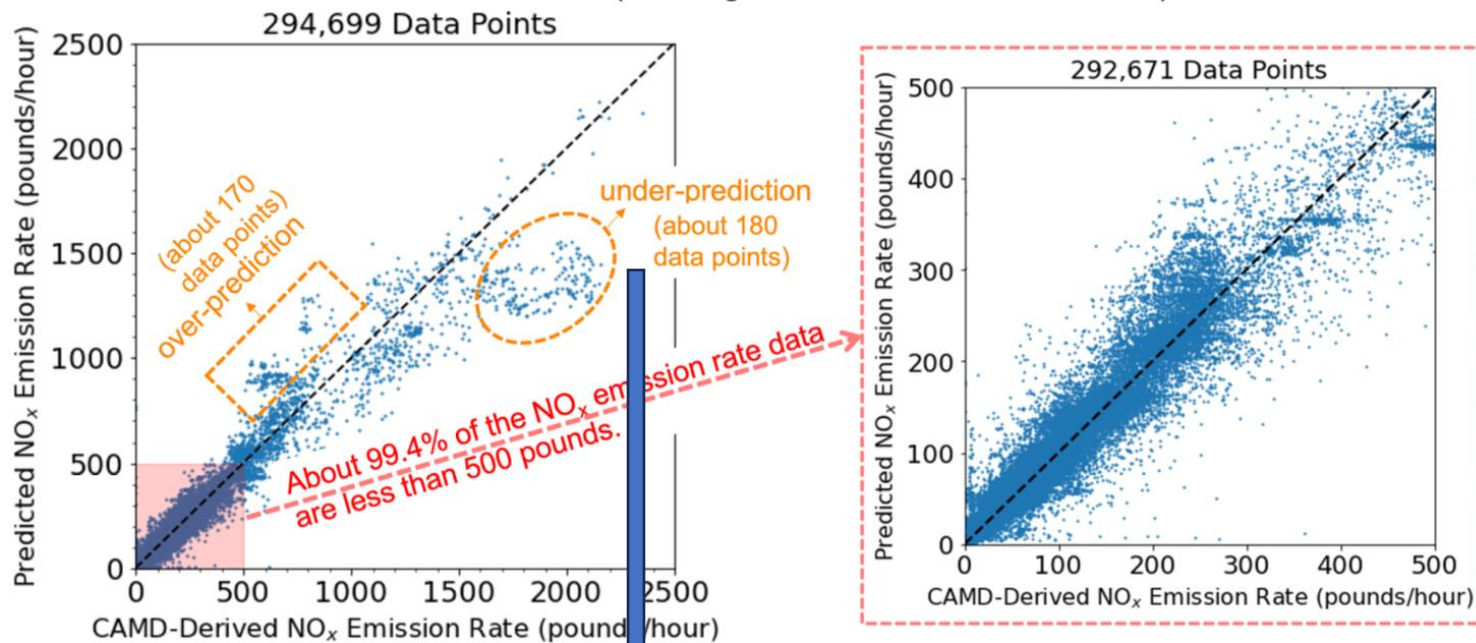 294,699 Data Points
Predicted NOₓ Emission Rate (pounds/hour)
2500
2000
1500
1000
500
0
(about 170
data points)
over-prediction
under-prediction
(about 180
data points)
About 99.4% of the NOₓ emission rate data
are less than 500 pounds.
0 500 1000 1500 2000 2500
CAMD-Derived NOₓ Emission Rate (pounds/hour)
292,671 Data Points
Predicted NOₓ Emission Rate (pounds/hour)
500
400
300
200
100
0
0 100 200 300 400 500
CAMD-Derived NOₓ Emission Rate (pounds/hour)